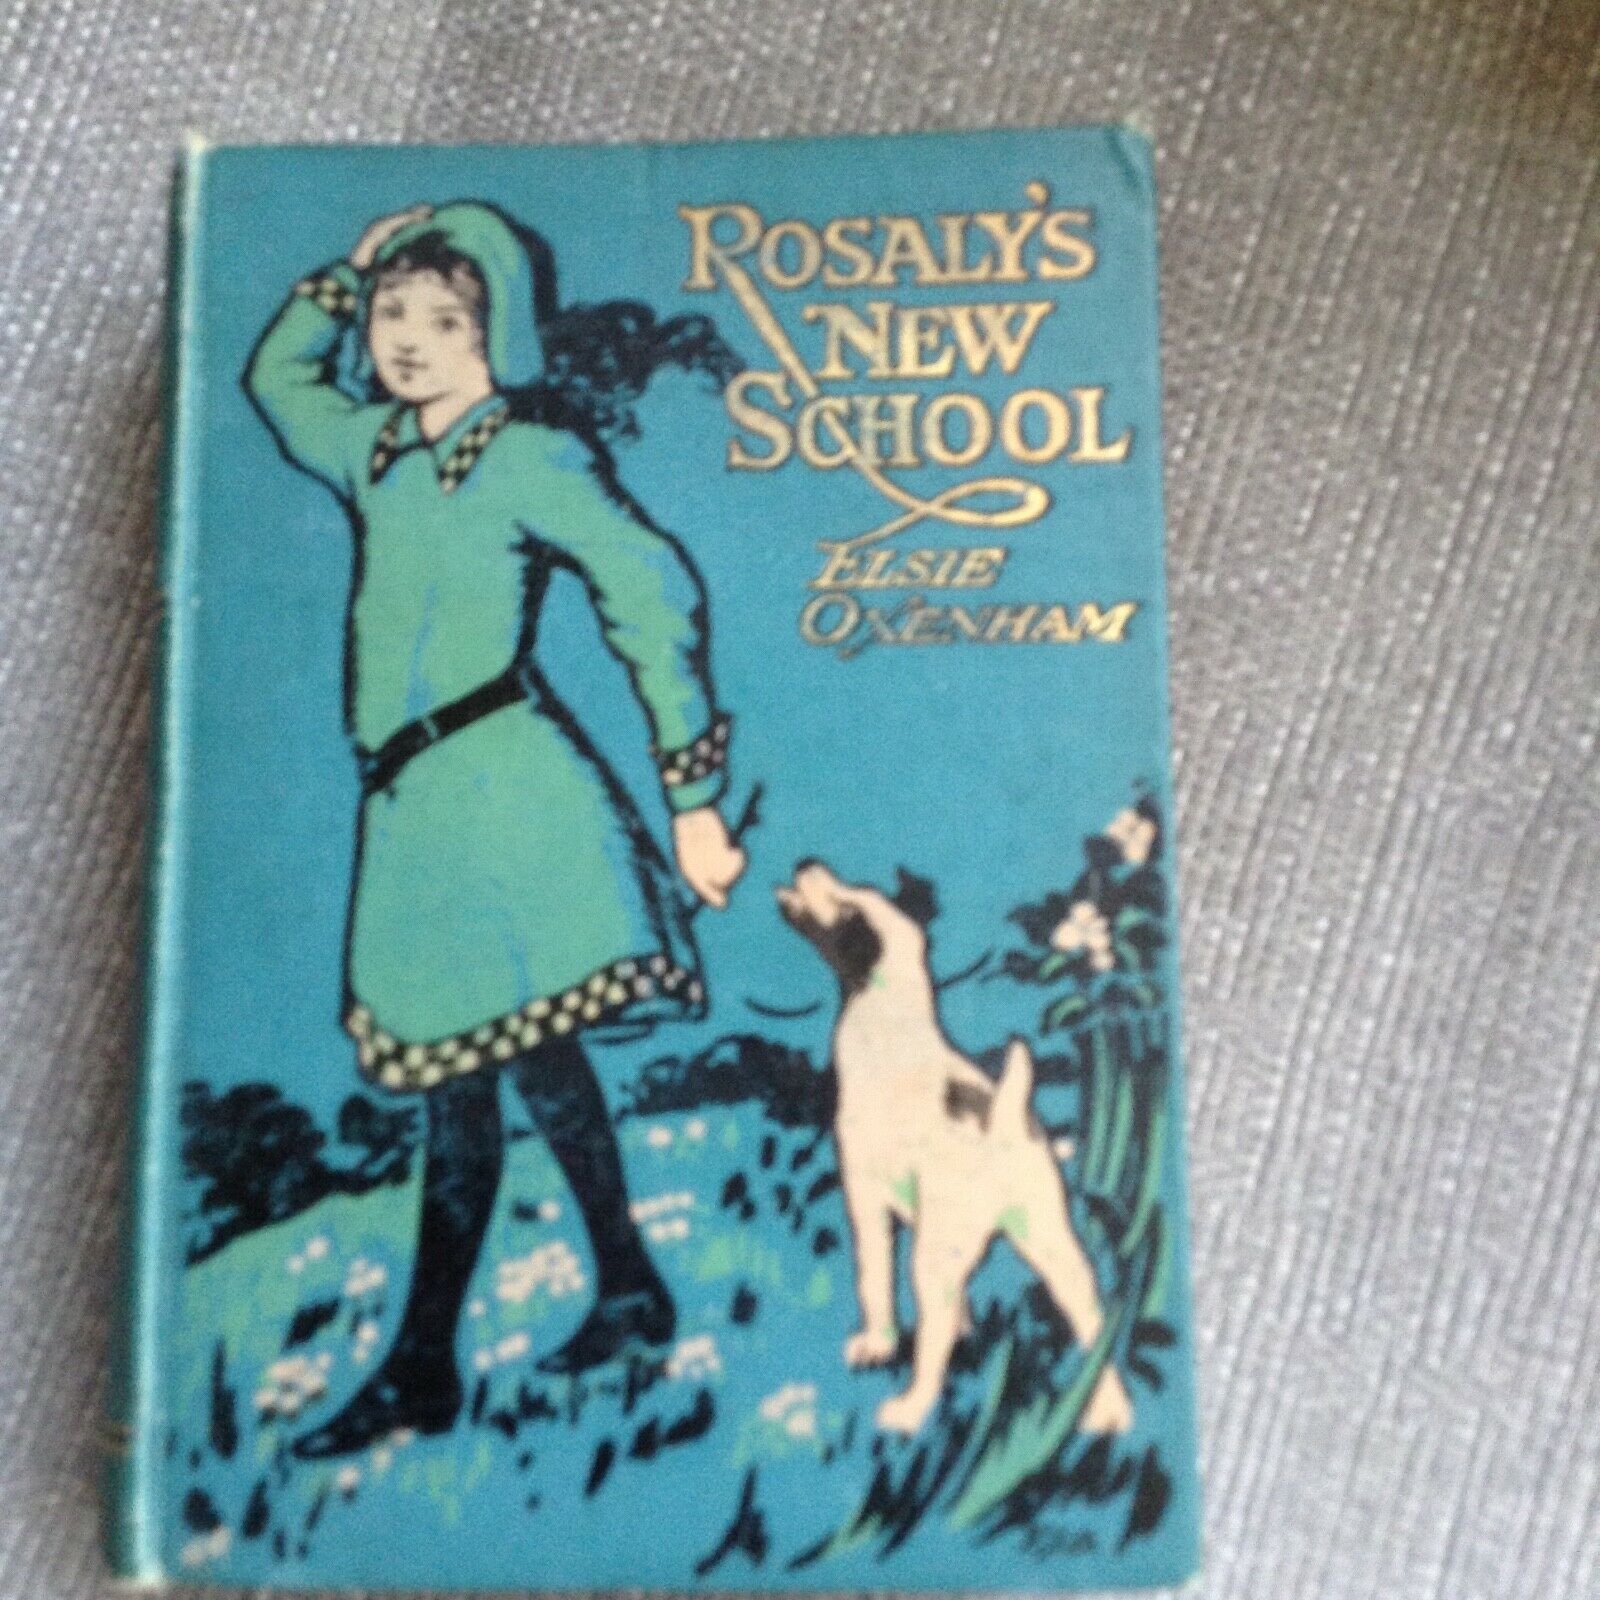 ROSALY'S
NEW
SCHOOL
ELSIE
OXENHAM